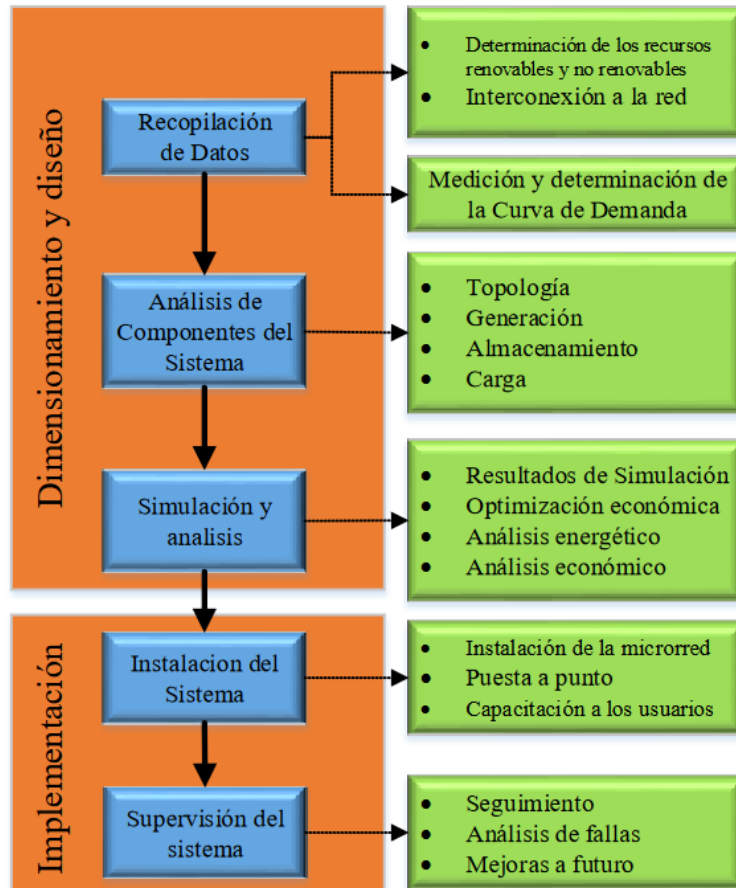 Dimensionamiento y diseño
Recopilación
de Datos
• Determinación de los recursos
renovables y no renovables
• Interconexión a la red
Medición y determinación de
la Curva de Demanda
Análisis de
Componentes del
Sistema
• Topología
• Generación
• Almacenamiento
• Carga
Simulación y
analisis
• Resultados de Simulación
• Optimización económica
• Análisis energético
• Análisis económico
Implementación
Instalacion del
Sistema
• Instalación de la microrred
• Puesta a punto
• Capacitación a los usuarios
Supervisión del
sistema
• Seguimiento
• Análisis de fallas
• Mejoras a futuro